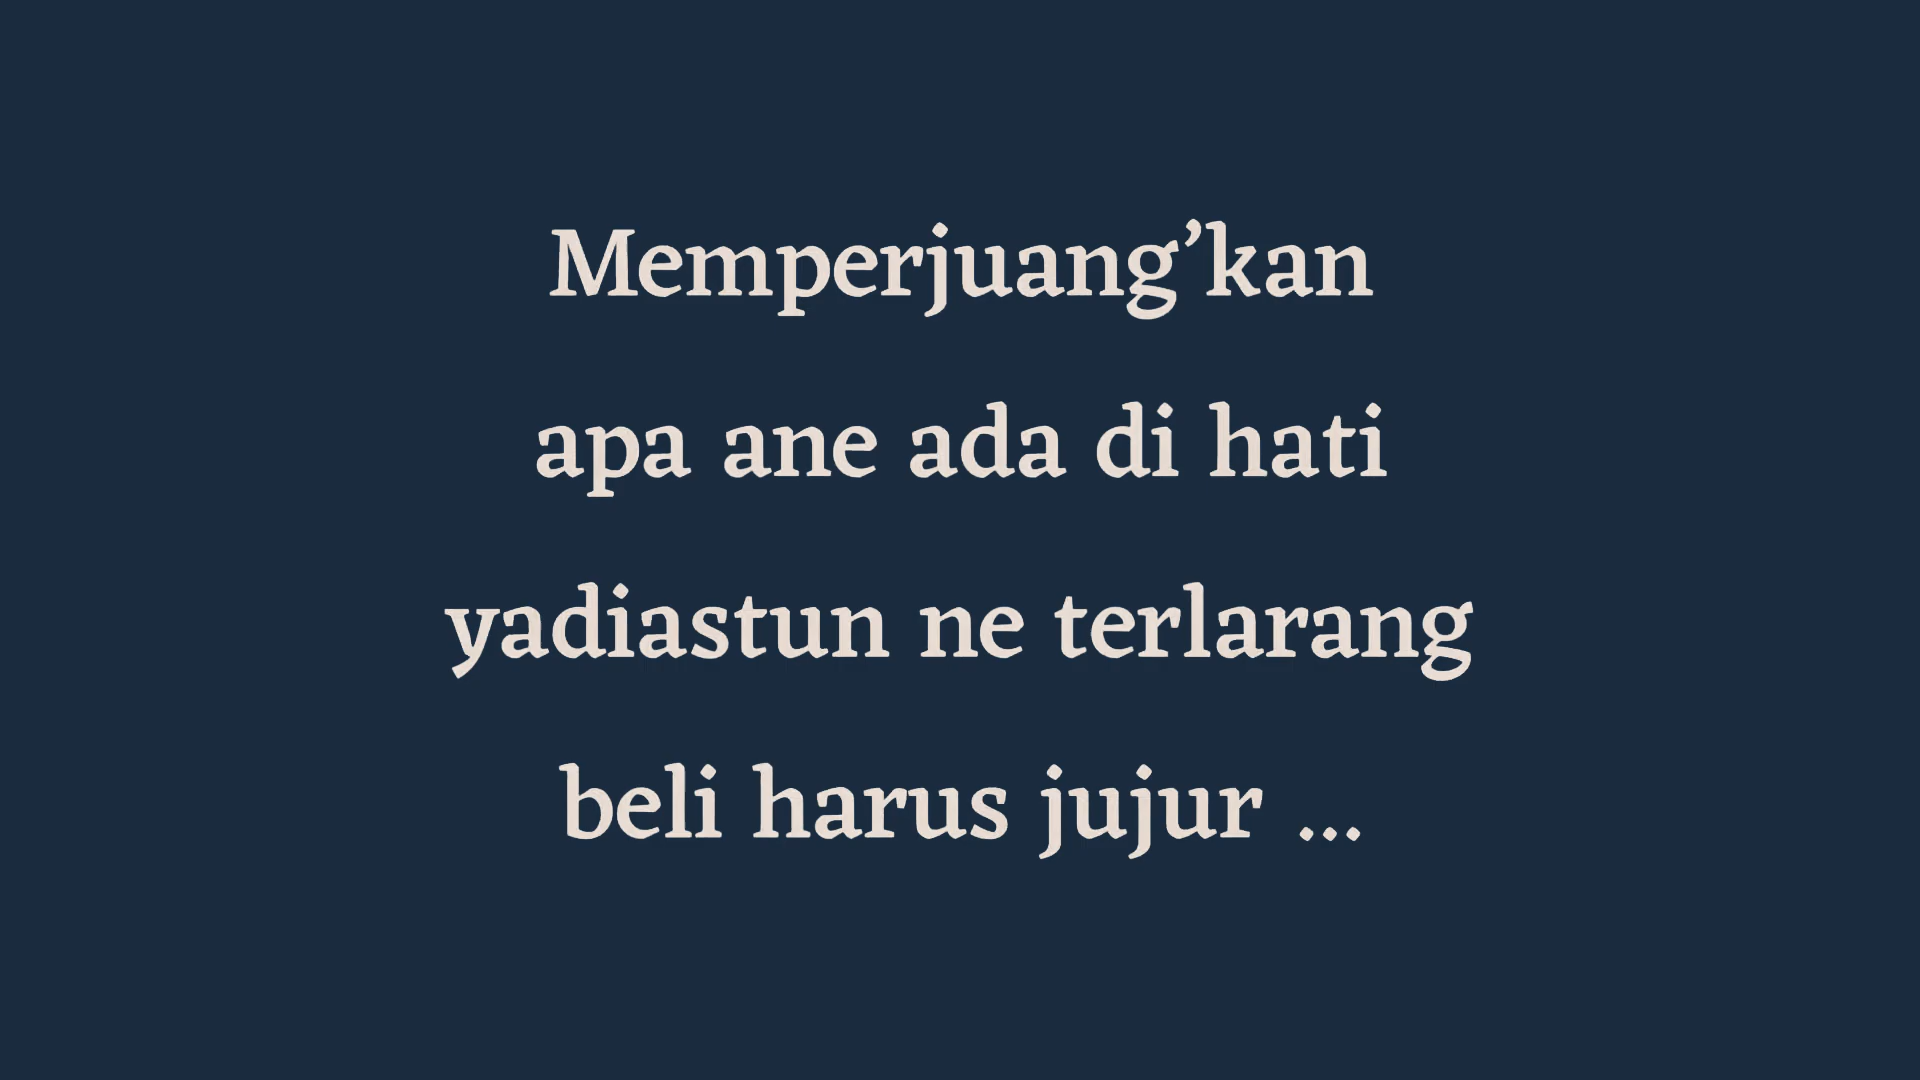 Memperjuang’kan
apa ane ada di hati
yadiastun ne terlarang
beli harus jujur ...